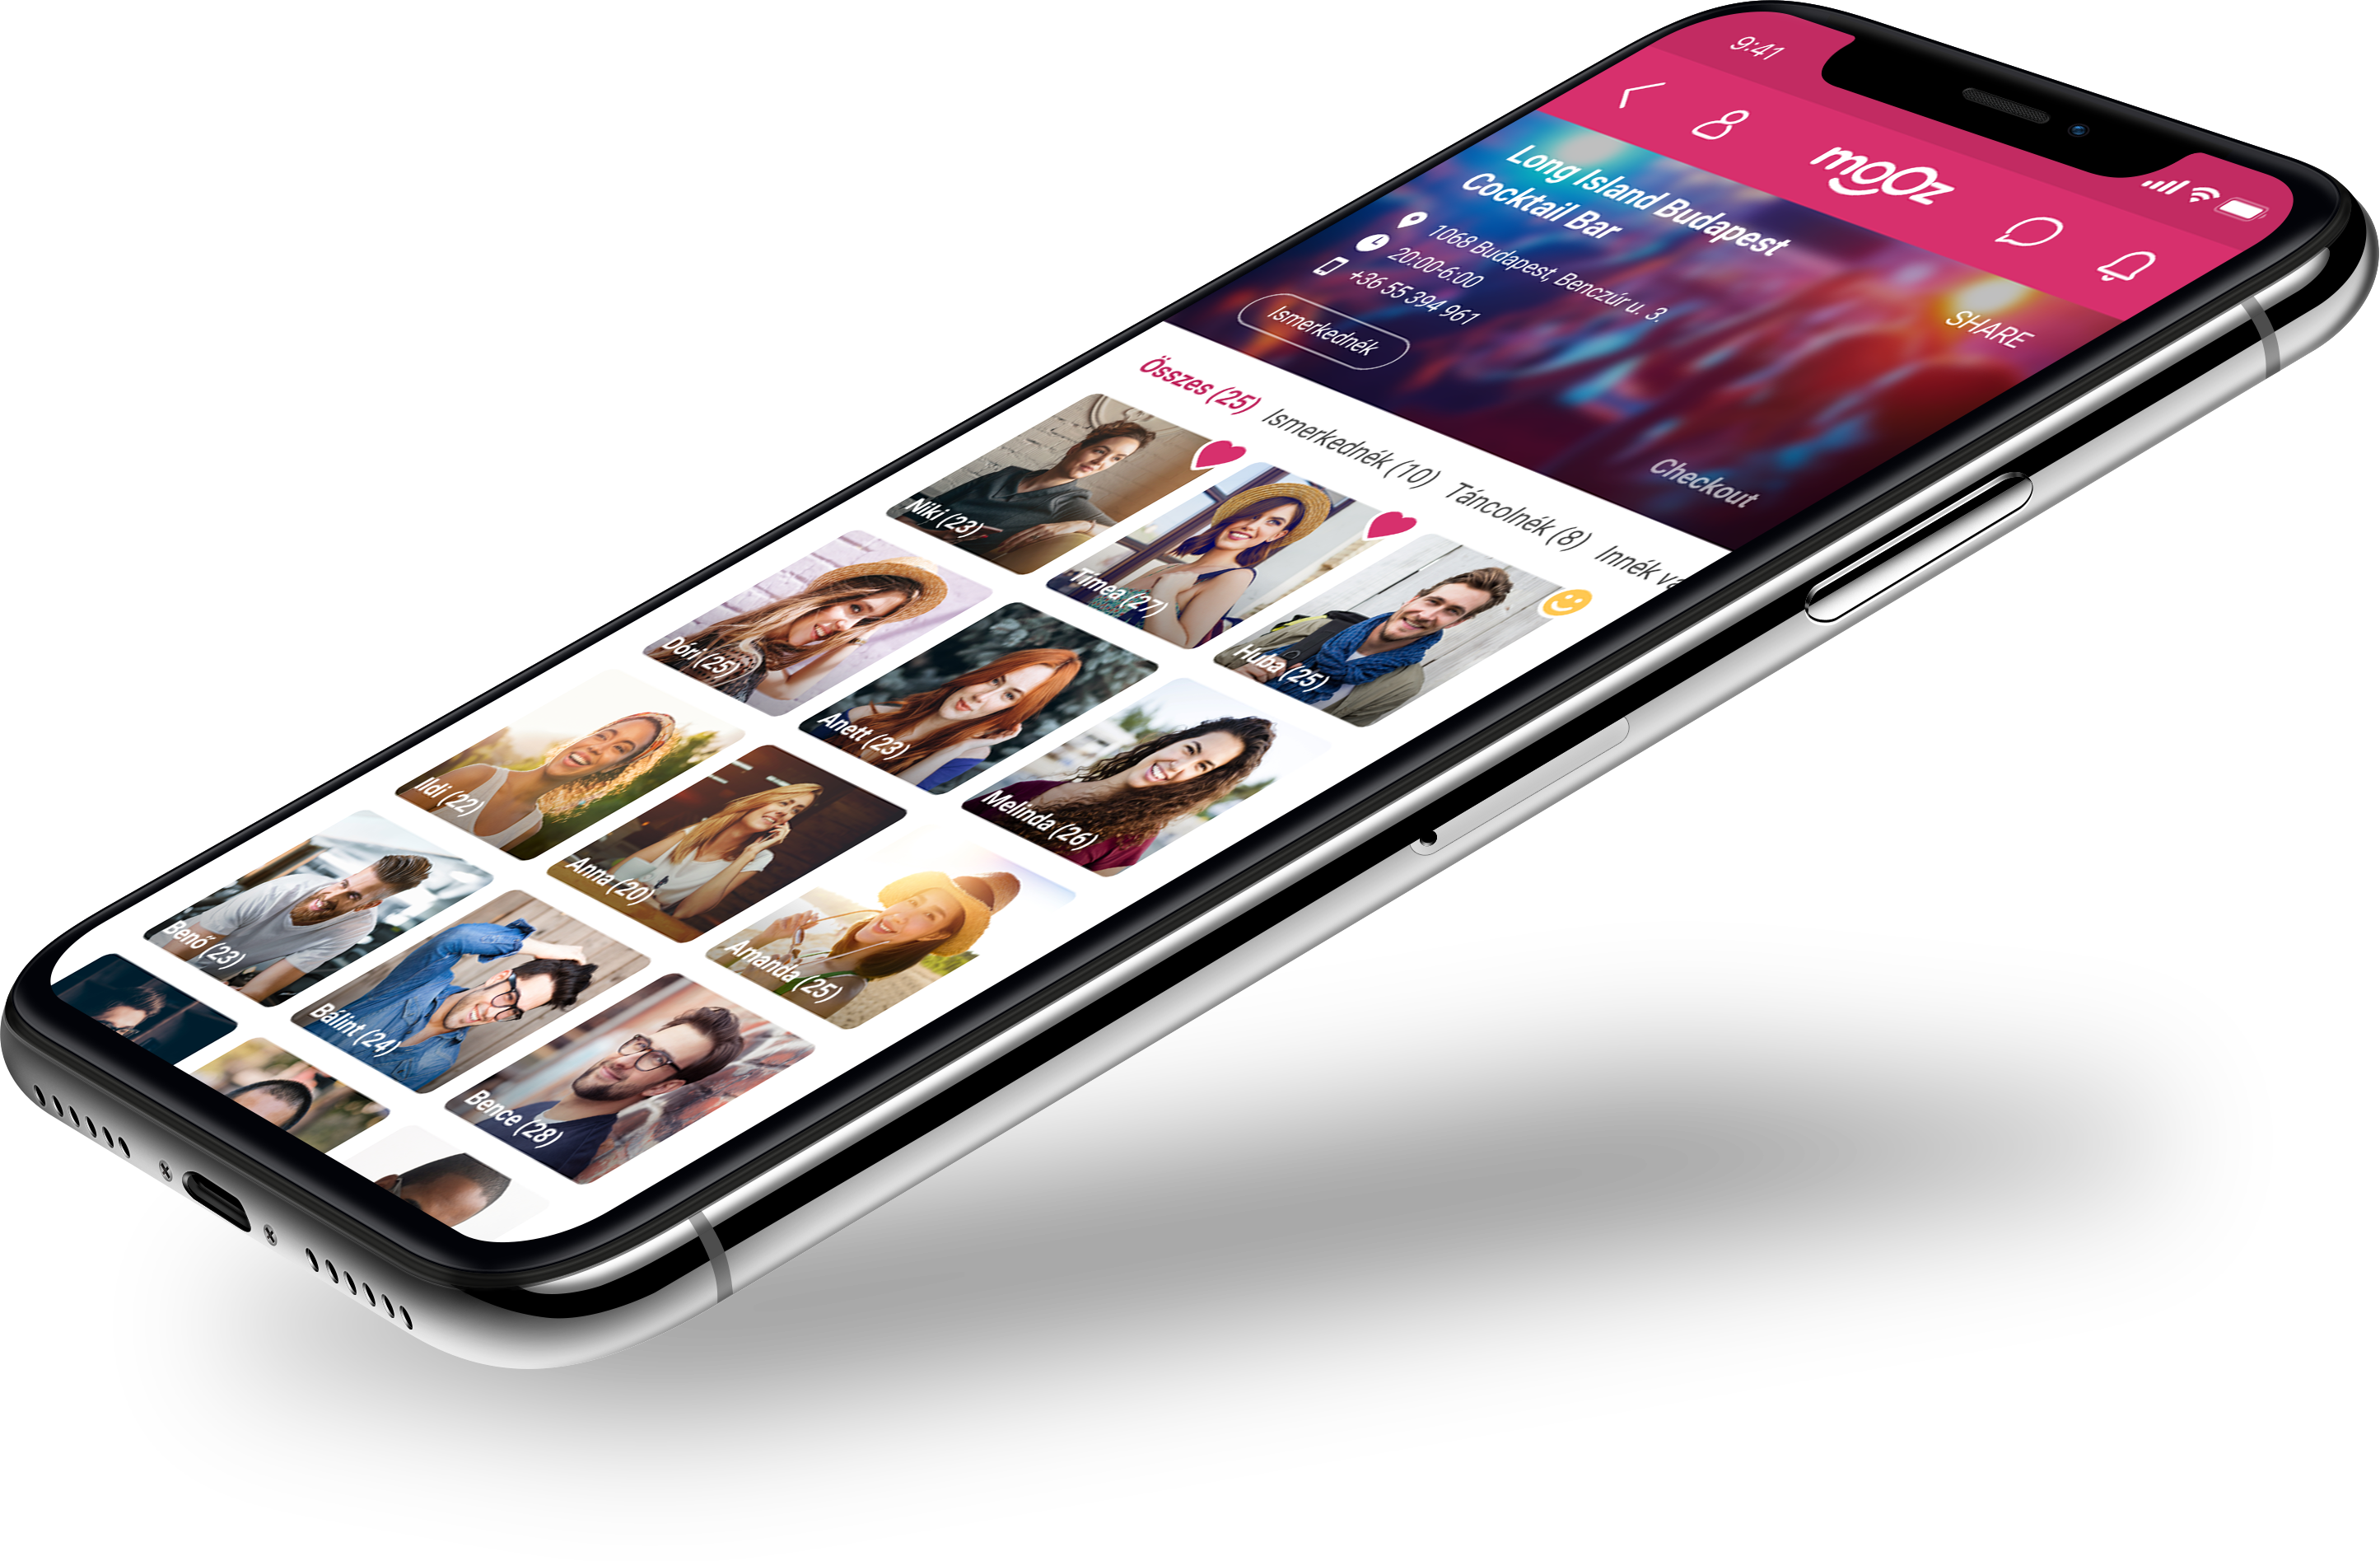 9:41
mooz
Long Island Budapest
Cocktail Bar
1068 Budapest, Benczúr u. 3.
20:00-6:00
+36 55 394 961
Ismerkednék
SHARE
Checkout
Összes (25) Ismerkednék (10) Táncolnék (8) Innék
Niki (23)
Tímea (27)
Huba (25)
Dóri (25)
Anett (23)
Melinda (26)
Ildi (22)
Anna (20)
Amanda (25)
Benő (23)
Bálint (24)
Bence (28)